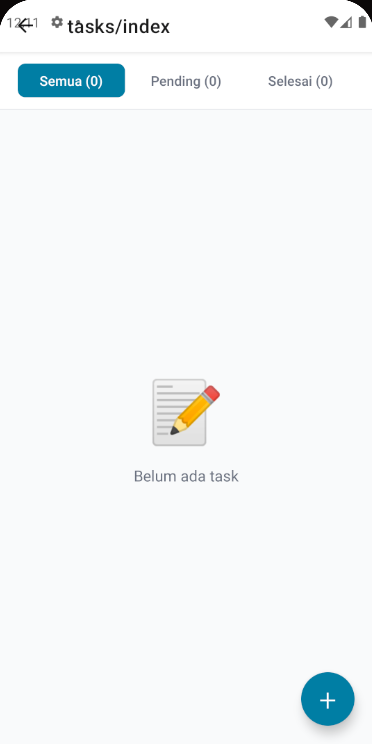 12:11
tasks/index
Semua (0)
Pending (0)
Selesai (0)
Belum ada task
+